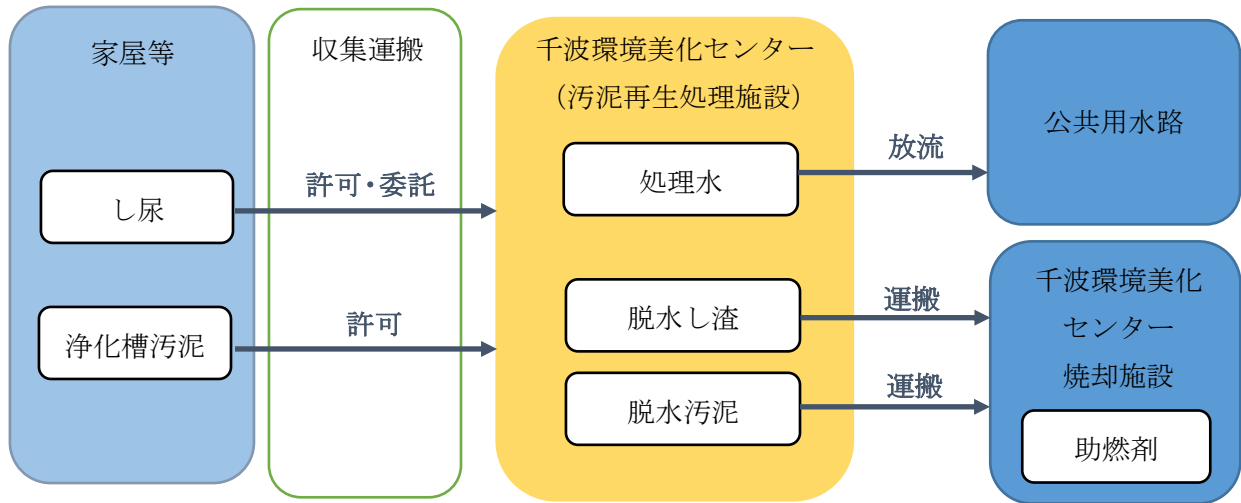 家屋等
し尿
浄化槽汚泥
収集運搬
許可・委託
許可
千波環境美化センター
（汚泥再生処理施設）
処理水
脱水し渣
脱水汚泥
放流
運搬
運搬
公共用水路
千波環境美化
センター
焼却施設
助燃剤